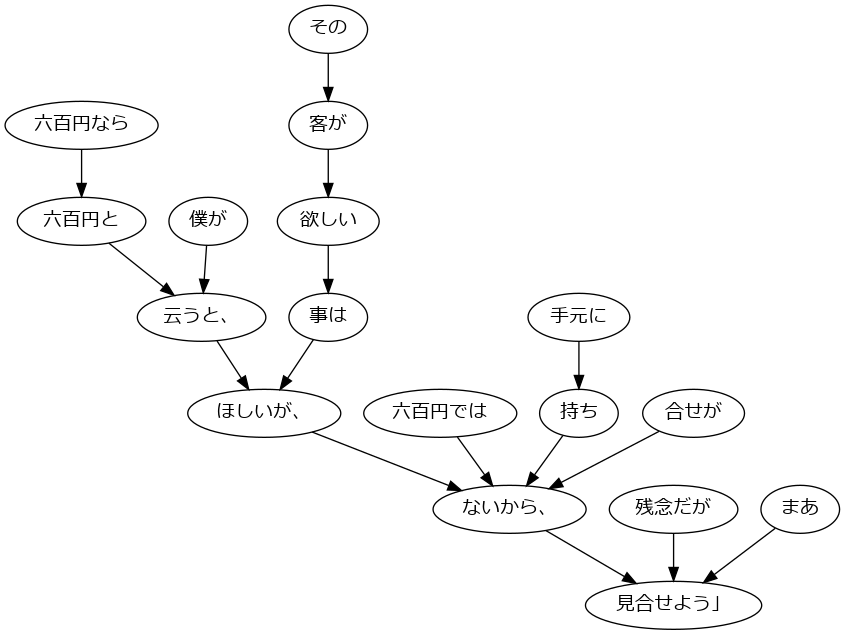 その
六百円なら
客が
六百円と
僕が
欲しい
云うと、
事は
手元に
ほしいが、
六百円では
持ち
合せが
ないから、
残念だが
まあ
見合せよう」